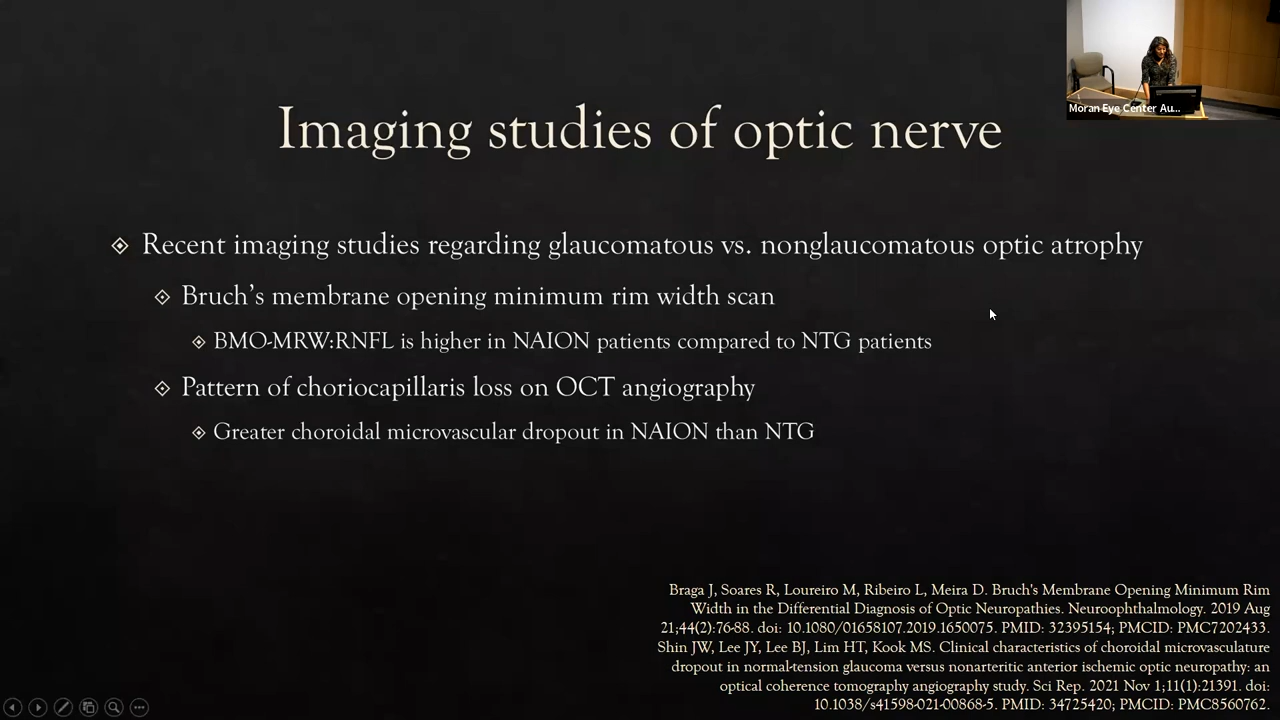 Moran Eye Center Au...
Imaging studies of optic nerve
Recent imaging studies regarding glaucomatous vs. nonglaucomatous optic atrophy
Bruch's membrane opening minimum rim width scan
BMO-MRW:RNFL is higher in NAION patients compared to NTG patients
Pattern of choriocapillaris loss on OCT angiography
Greater choroidal microvascular dropout in NAION than NTG
Braga J, Soares R, Loureiro M, Ribeiro L, Meira D. Bruch's Membrane Opening Minimum Rim
Width in the Differential Diagnosis of Optic Neuropathies. Neuroophthalmology. 2019 Aug
21;44(2):76-88. doi: 10.1080/01658107.2019.1650075. PMID: 32395154; PMCID: PMC7202433.
Shin JW, Lee JY, Lee BJ, Lim HT, Kook MS. Clinical characteristics of choroidal microvasculature
dropout in normal-tension glaucoma versus nonarteritic anterior ischemic optic neuropathy: an
optical coherence tomography angiography study. Sci Rep. 2021 Nov 1;11(1):21391. doi:
10.1038/s41598-021-00868-5. PMID: 34725420; PMCID: PMC8560762.